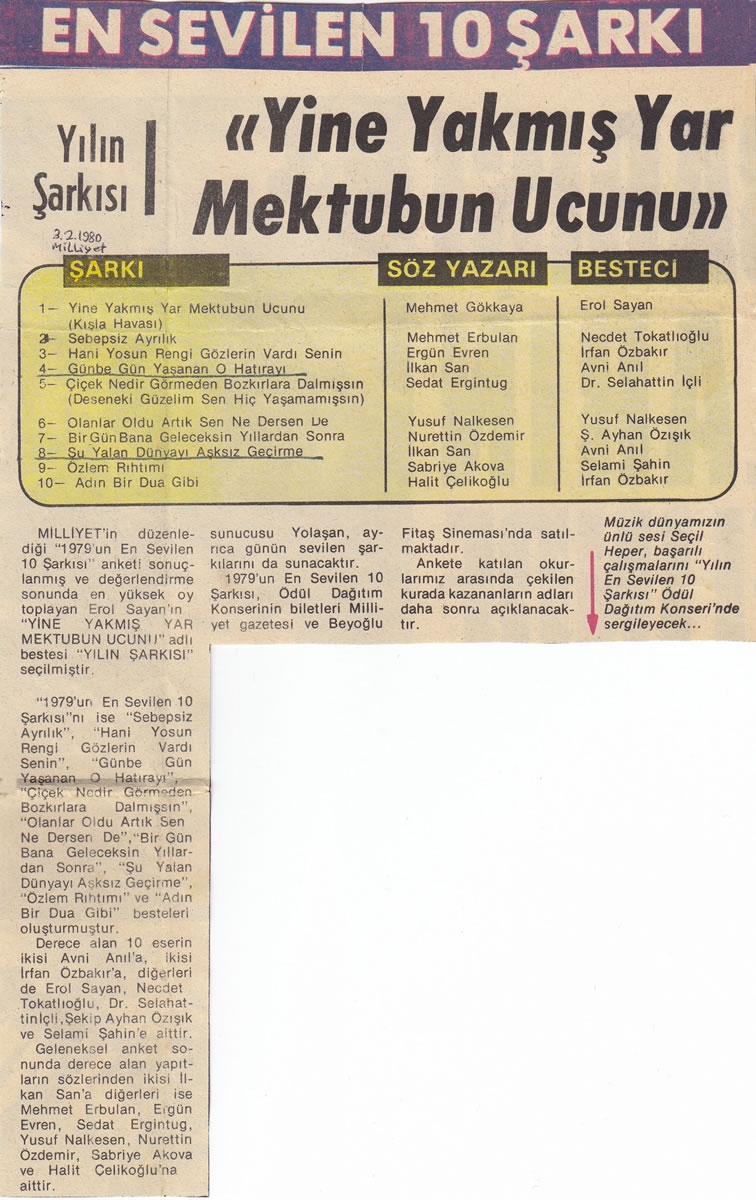 EN SEVİLEN 10 ŞARKI
Yılın
Şarkısı
«Yine Yakmış Yar
Mektubun Ucunu»
3.2.1980
Milliyet
ŞARKI SÖZ YAZARI BESTECİ
1— Yine Yakmış Yar Mektubun Ucunu Mehmet Gökkaya Erol Sayan
(Kışla Havası)
2— Sebepsiz Ayrılık Mehmet Erbulan Necdet Tokatlıoğlu
3— Hani Yosun Rengi Gözlerin Vardı Senin Ergün Evren İrfan Özbakır
4— Günbe Gün Yaşanan O Hatırayı İlkan San Avni Anıl
5— Çiçek Nedir Görmeden Bozkırlara Dalmışsın Sedat Ergintug Dr. Selahattin İçli
(Deseneki Güzelim Sen Hiç Yaşamamışsın)
6— Olanlar Oldu Artık Sen Ne Dersen De Yusuf Nalkesen Yusuf Nalkesen
7— Bir Gün Bana Geleceksin Yıllardan Sonra Nurettin Özdemir Ş. Ayhan Özışık
8— Şu Yalan Dünyayı Aşksız Geçirme İlkan San Avni Anıl
9— Özlem Rıhtımı Sabriye Akova Selami Şahin
10— Adın Bir Dua Gibi Halit Çelikoğlu İrfan Özbakır
MİLLİYET'in düzenle-
diği "1979'un En Sevilen
10 Şarkısı" anketi sonuç-
lanmış ve değerlendirme
sonunda en yüksek oy
toplayan Erol Sayan'ın
"YİNE YAKMIŞ YAR
MEKTUBUN UCUNU" adlı
bestesi "YILIN ŞARKISI"
seçilmiştir.
"1979'un En Sevilen 10
Şarkısı"nı ise "Sebepsiz
Ayrılık", "Hani Yosun
Rengi Gözlerin Vardı
Senin", "Günbe Gün
Yaşanan O Hatırayı",
"Çiçek Nedir Görmeden
Bozkırlara Dalmışsın",
"Olanlar Oldu Artık Sen
Ne Dersen De", "Bir Gün
Bana Geleceksin Yıllar-
dan Sonra", "Şu Yalan
Dünyayı Aşksız Geçirme",
"Özlem Rıhtımı" ve "Adın
Bir Dua Gibi" besteleri
oluşturmuştur.
Derece alan 10 eserin
ikisi Avni Anıl'a, ikisi
İrfan Özbakır'a, diğerleri
de Erol Sayan, Necdet
Tokatlıoğlu, Dr. Selahat-
tin İçli, Şekip Ayhan Özışık
ve Selami Şahin'e aittir.
Geleneksel anket so-
nunda derece alan yapıt-
ların sözlerinden ikisi İl-
kan San'a diğerleri ise
Mehmet Erbulan, Ergün
Evren, Sedat Ergintug,
Yusuf Nalkesen, Nurettin
Özdemir, Sabriye Akova
ve Halit Çelikoğlu'na
aittir.
sunucusu Yolaşan, ay-
rıca günün sevilen şar-
kılarını da sunacaktır.
1979'un En Sevilen 10
Şarkısı, Ödül Dağıtım
Konserinin biletleri Milli-
yet gazetesi ve Beyoğlu
Fitaş Sineması'nda satıl-
maktadır.
Ankete katılan okur-
larımız arasında çekilen
kurada kazananların adları
daha sonra açıklanacak-
tır.
Müzik dünyamızın
ünlü sesi Seçil
Heper, başarılı
çalışmalarını "Yılın
En Sevilen 10
Şarkısı" Ödül
Dağıtım Konseri'nde
sergileyecek...